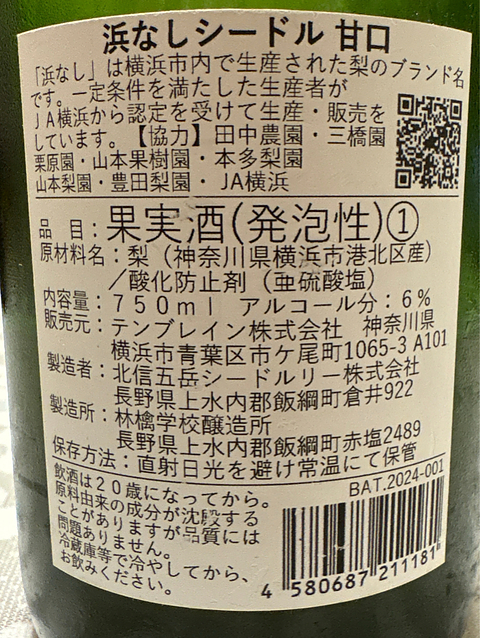 浜なしシードル 甘口
「浜なし」は横浜市内で生産された梨のブランド名
です。一定条件を満たした生産者が
JA横浜から認定を受けて生産・販売を
しています。【協力】田中農園・三橋園
栗原園・山本果樹園・本多梨園
山本梨園・豊田梨園・JA横浜
品目：果実酒(発泡性)①
原材料名：梨（神奈川県横浜市港北区産）
／酸化防止剤（亜硫酸塩）
内容量：750ml アルコール分：6%
販売元：テンブレイン株式会社 神奈川県
横浜市青葉区市ケ尾町1065-3 A101
製造者：北信五岳シードルリー株式会社
長野県上水内郡飯綱町倉井922
製造所：林檎学校醸造所
長野県上水内郡飯綱町赤塩2489
保存方法：直射日光を避け常温にて保管
BAT.2024-001
飲酒は20歳になってから。
原料由来の成分が沈殿する
ことがありますが品質には
問題ありません。
冷蔵庫等で冷やしてから、
お飲みください。
4 580687 211181